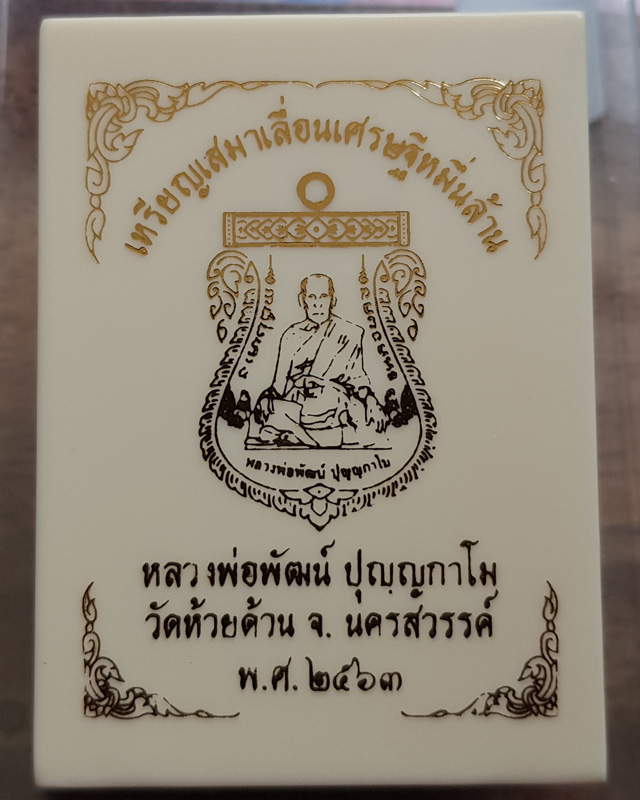 เหรียญเสมาเลื่อนเศรษฐีหมื่นล้าน
หลวงพ่อพัฒน์ ปุญฺญกาโม
หลวงพ่อพัฒน์ ปุญฺญกาโม
วัดห้วยด้วน จ. นครสวรรค์
พ.ศ. ๒๕๖๓